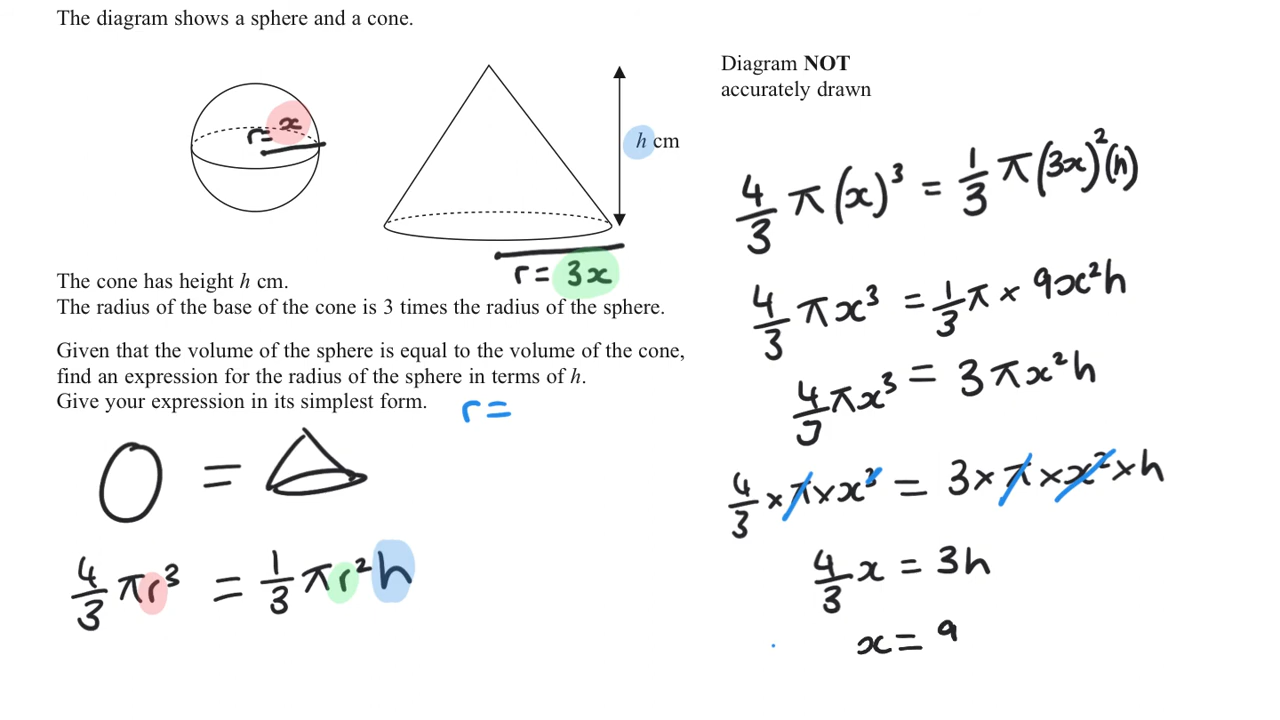 The diagram shows a sphere and a cone.
Diagram NOT
accurately drawn
r= x
h cm
r= 3x
The cone has height h cm.
The radius of the base of the cone is 3 times the radius of the sphere.
Given that the volume of the sphere is equal to the volume of the cone,
find an expression for the radius of the sphere in terms of h.
Give your expression in its simplest form. r=
=
4/3 πr³ = 1/3 πr²h
4/3 π(x)³ = 1/3 π(3x)²(h)
4/3 πx³ = 1/3 π × 9x²h
4/3 πx³ = 3πx²h
4/3 × π × x³ = 3 × π × x² × h
4/3 x = 3h
x = 9